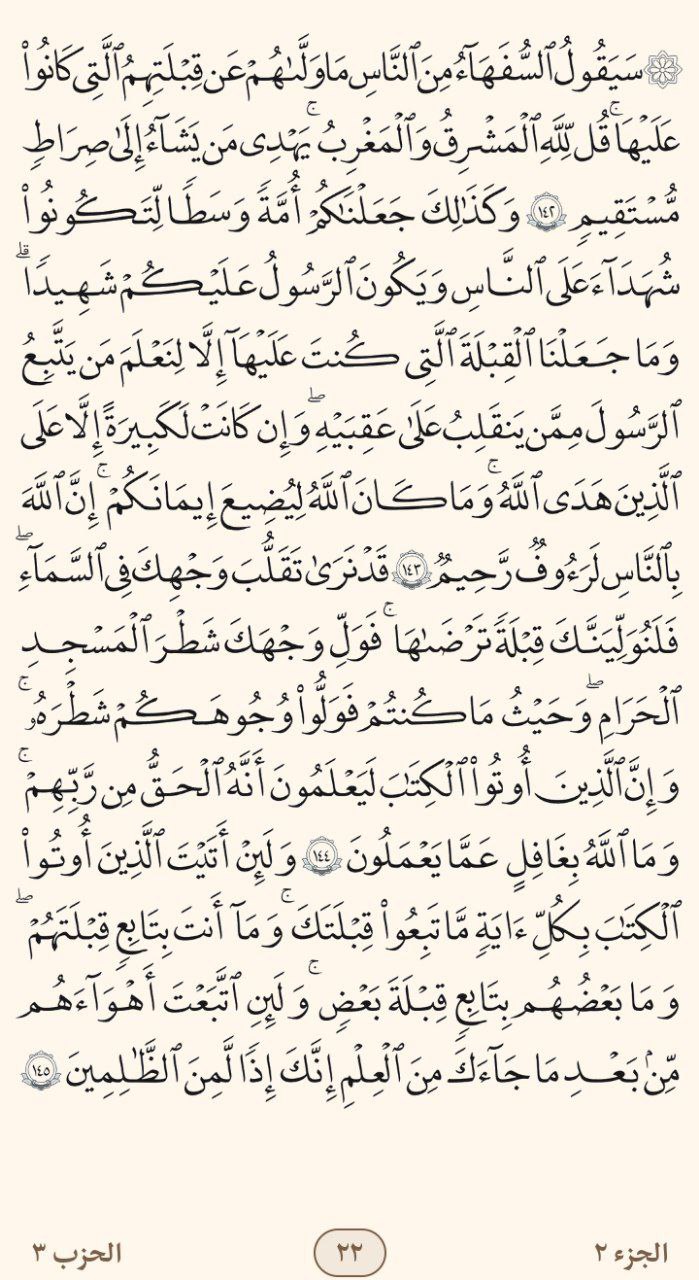 ۞ سَيَقُولُ ٱلسُّفَهَآءُ مِنَ ٱلنَّاسِ مَا وَلَّىٰهُمۡ عَن قِبۡلَتِهِمُ ٱلَّتِي كَانُواْ
عَلَيۡهَاۚ قُل لِّلَّهِ ٱلۡمَشۡرِقُ وَٱلۡمَغۡرِبُۚ يَهۡدِي مَن يَشَآءُ إِلَىٰ صِرَٰطٖ
مُّسۡتَقِيمٖ ١٤٢ وَكَذَٰلِكَ جَعَلۡنَٰكُمۡ أُمَّةٗ وَسَطٗا لِّتَكُونُواْ
شُهَدَآءَ عَلَى ٱلنَّاسِ وَيَكُونَ ٱلرَّسُولُ عَلَيۡكُمۡ شَهِيدٗاۗ
وَمَا جَعَلۡنَا ٱلۡقِبۡلَةَ ٱلَّتِي كُنتَ عَلَيۡهَآ إِلَّا لِنَعۡلَمَ مَن يَتَّبِعُ
ٱلرَّسُولَ مِمَّن يَنقَلِبُ عَلَىٰ عَقِبَيۡهِۚ وَإِن كَانَتۡ لَكَبِيرَةً إِلَّا عَلَى
ٱلَّذِينَ هَدَى ٱللَّهُۗ وَمَا كَانَ ٱللَّهُ لِيُضِيعَ إِيمَٰنَكُمۡۚ إِنَّ ٱللَّهَ
بِٱلنَّاسِ لَرَءُوفٞ رَّحِيمٞ ١٤٣ قَدۡ نَرَىٰ تَقَلُّبَ وَجۡهِكَ فِي ٱلسَّمَآءِۖ
فَلَنُوَلِّيَنَّكَ قِبۡلَةٗ تَرۡضَىٰهَاۚ فَوَلِّ وَجۡهَكَ شَطۡرَ ٱلۡمَسۡجِدِ
ٱلۡحَرَامِۖ وَحَيۡثُ مَا كُنتُمۡ فَوَلُّواْ وُجُوهَكُمۡ شَطۡرَهُۥۚ
وَإِنَّ ٱلَّذِينَ أُوتُواْ ٱلۡكِتَٰبَ لَيَعۡلَمُونَ أَنَّهُ ٱلۡحَقُّ مِن رَّبِّهِمۡۚ
وَمَا ٱللَّهُ بِغَٰفِلٍ عَمَّا يَعۡمَلُونَ ١٤٤ وَلَئِنۡ أَتَيۡتَ ٱلَّذِينَ أُوتُواْ
ٱلۡكِتَٰبَ بِكُلِّ ءَايَةٖ مَّا تَبِعُواْ قِبۡلَتَكَۚ وَمَآ أَنتَ بِتَابِعٖ قِبۡلَتَهُمۡۚ
وَمَا بَعۡضُهُم بِتَابِعٖ قِبۡلَةَ بَعۡضٖۚ وَلَئِنِ ٱتَّبَعۡتَ أَهۡوَآءَهُم
مِّنۢ بَعۡدِ مَا جَآءَكَ مِنَ ٱلۡعِلۡمِ إِنَّكَ إِذٗا لَّمِنَ ٱلظَّٰلِمِينَ ١٤٥
الجزء ٢
٢٢
الحزب ٣